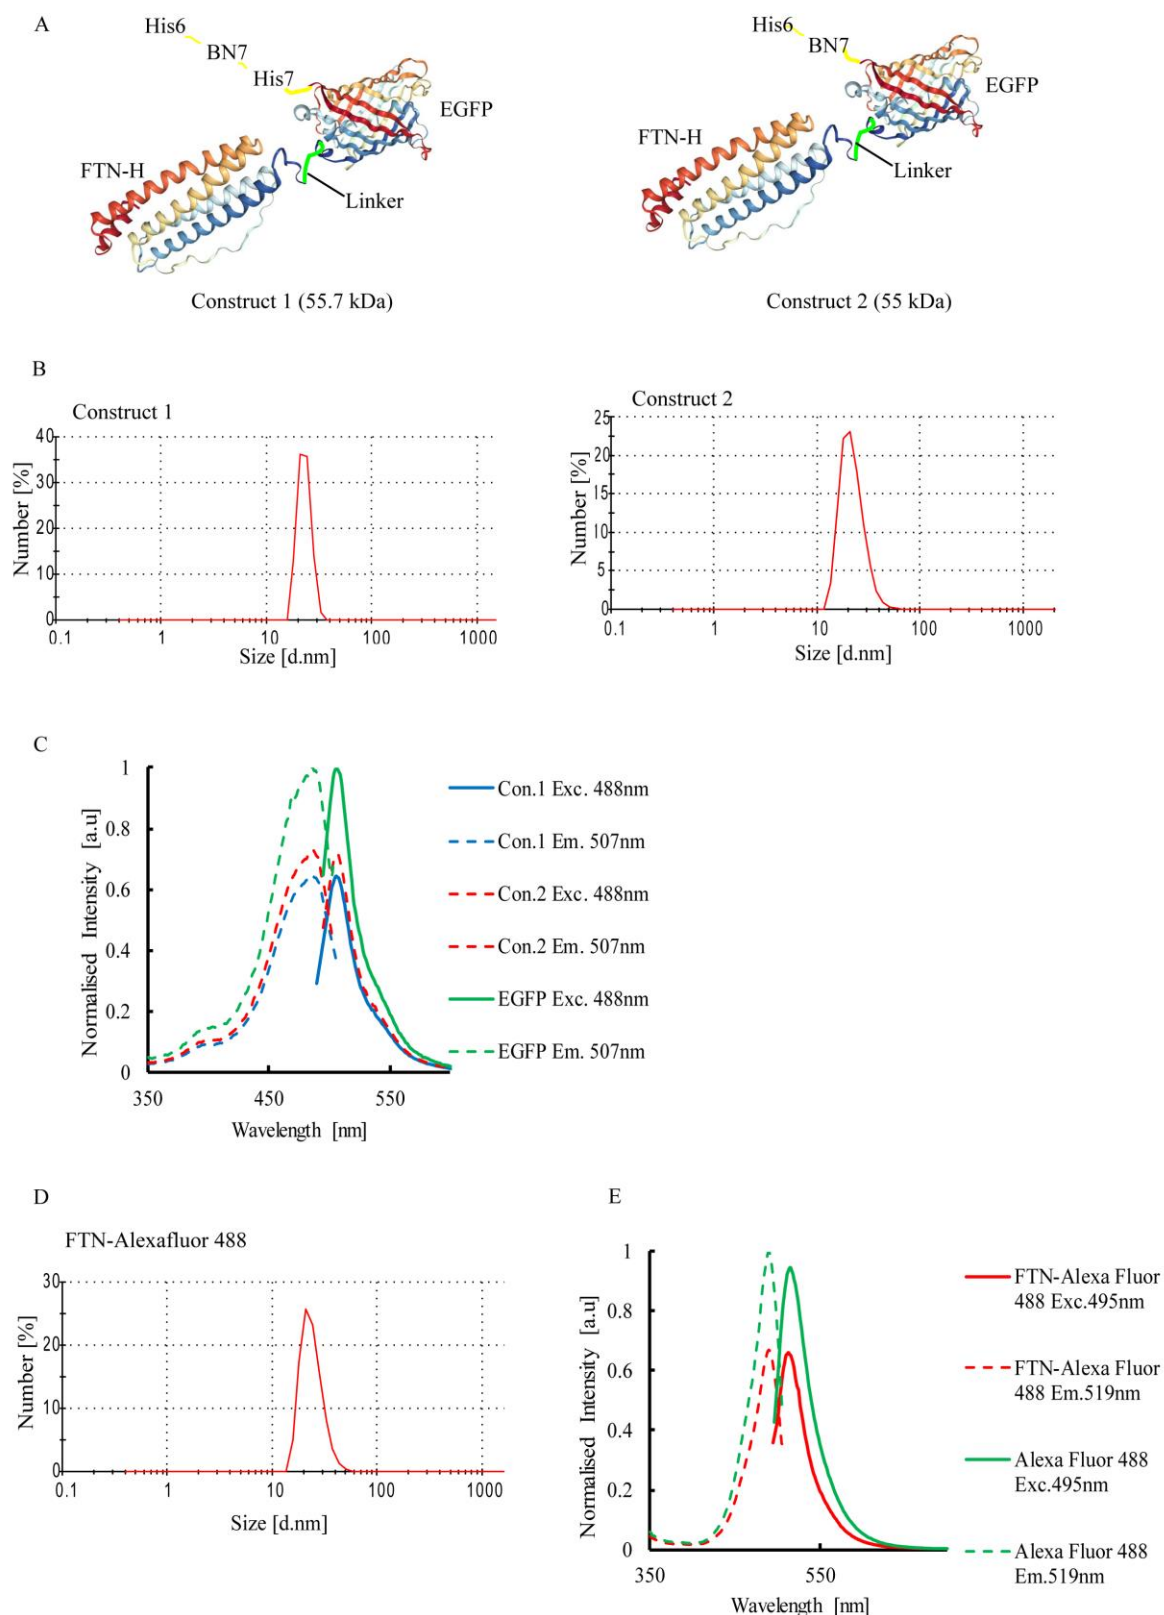 A
His6
BN7
His7
EGFP
FTN-H
Linker
Construct 1 (55.7 kDa)
His6
BN7
EGFP
FTN-H
Linker
Construct 2 (55 kDa)
B
Construct 1
Number [%]
40
30
20
10
0
0.1 1 10 100 1000
Size [d.nm]
Construct 2
Number [%]
25
20
15
10
5
0
0.1 1 10 100 1000
Size [d.nm]
C
Normalised Intensity [a.u]
1
0.8
0.6
0.4
0.2
0
350 450 550
Wavelength [nm]
Con.1 Exc. 488nm
Con.1 Em. 507nm
Con.2 Exc. 488nm
Con.2 Em. 507nm
EGFP Exc. 488nm
EGFP Em. 507nm
D
FTN-Alexafluor 488
Number [%]
30
20
10
0
0.1 1 10 100 1000
Size [d.nm]
E
Normalised Intensity [a.u]
1
0.8
0.6
0.4
0.2
0
350 550
Wavelength [nm]
FTN-Alexa Fluor
488 Exc.495nm
FTN-Alexa Fluor
488 Em.519nm
Alexa Fluor 488
Exc.495nm
Alexa Fluor 488
Em.519nm